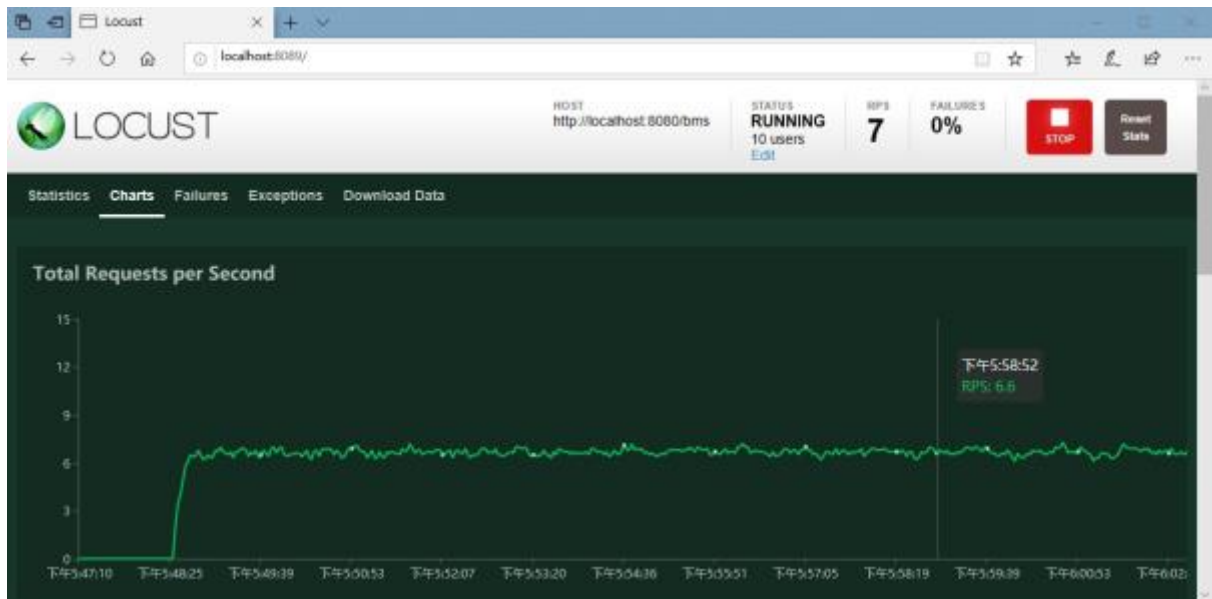 Locust
localhost:8089/
LOCUST
HOST
http://localhost:8080/bms
STATUS
RUNNING
10 users
Edit
RPS
7
FAILURES
0%
STOP
Reset
Stats
Statistics Charts Failures Exceptions Download Data
Total Requests per Second
15
12
9
6
3
0
下午5:58:52
RPS: 6.6
下午5:47:10 下午5:48:25 下午5:49:39 下午5:50:53 下午5:52:07 下午5:53:20 下午5:54:36 下午5:55:51 下午5:57:05 下午5:58:19 下午5:59:39 下午6:00:53 下午6:02: